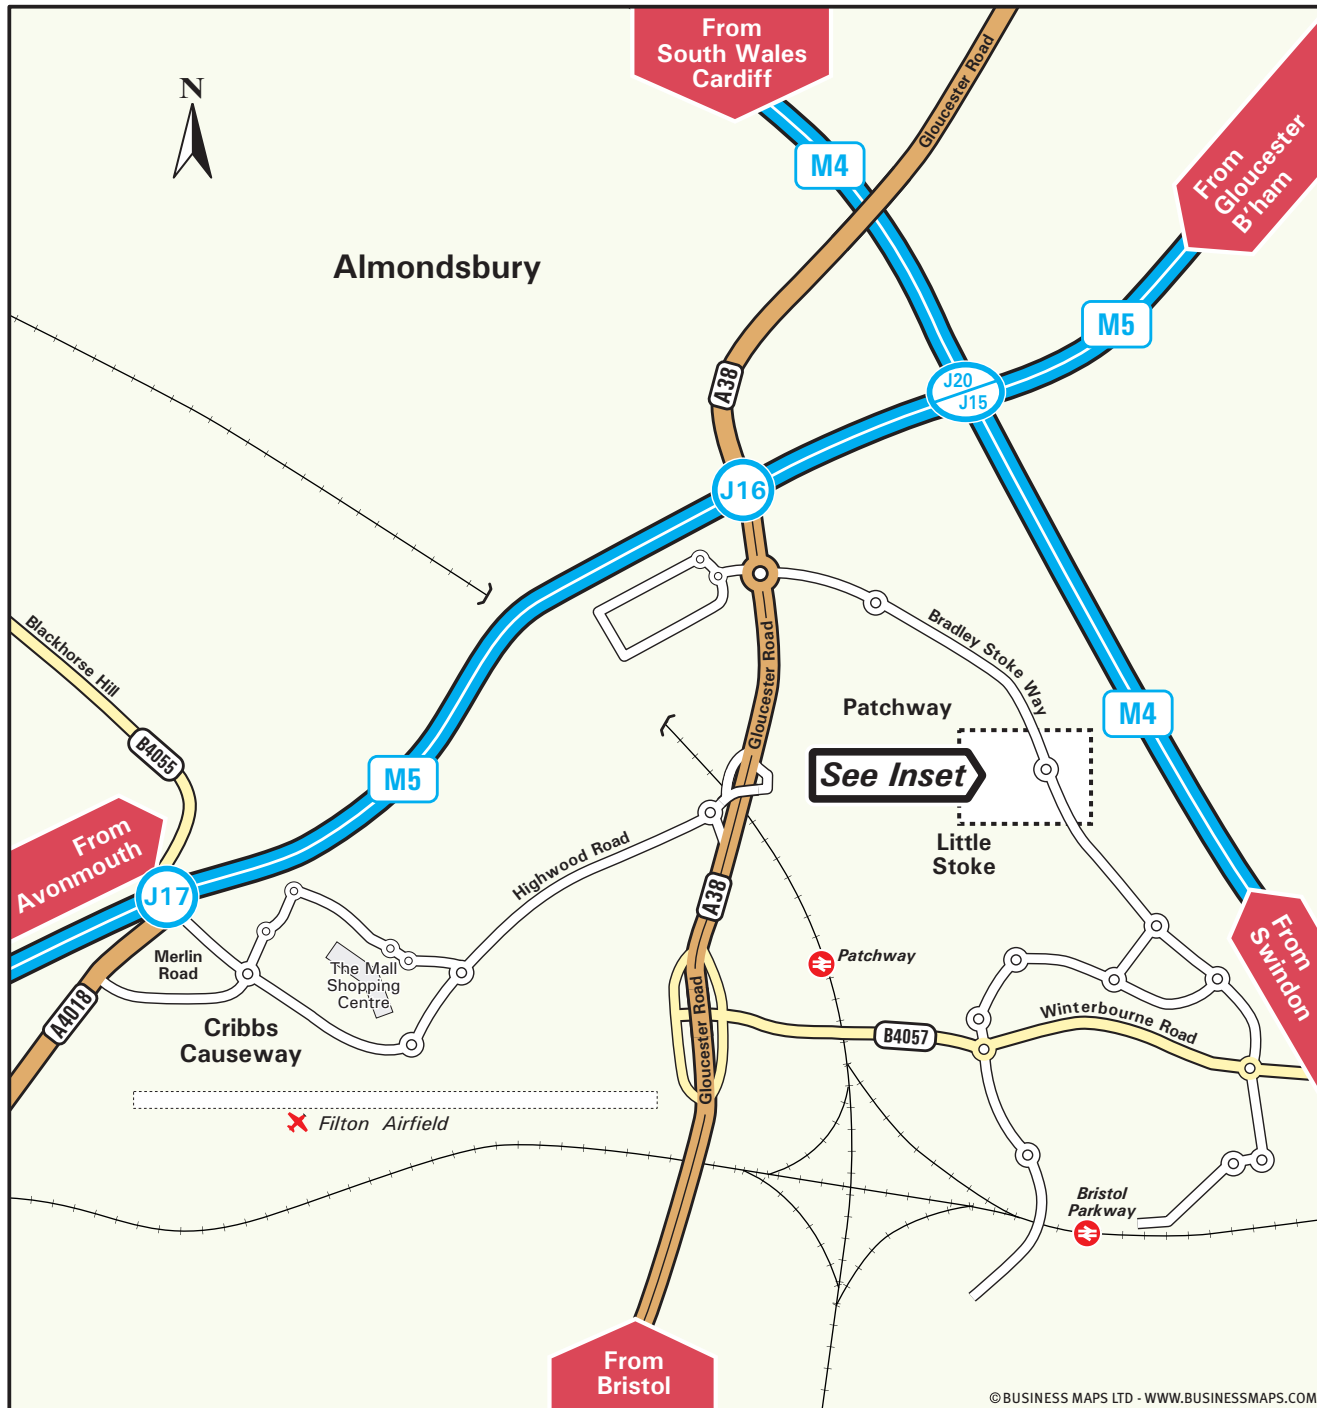 From
South Wales
Cardiff
Gloucester Road
N
M4
From
Gloucester
B'ham
Almondsbury
M5
J20
J15
A38
J16
Blackhorse Hill
Bradley Stoke Way
Gloucester Road
Patchway
M4
B4055
M5
See Inset
From
Avonmouth
Little
Stoke
Highwood Road
J17
A38
Merlin
Road
The Mall
Shopping
Centre
Patchway
From
Swindon
A4018
Gloucester Road
Winterbourne Road
B4057
Cribbs
Causeway
Filton Airfield
Bristol
Parkway
From
Bristol
© BUSINESS MAPS LTD - WWW.BUSINESSMAPS.COM